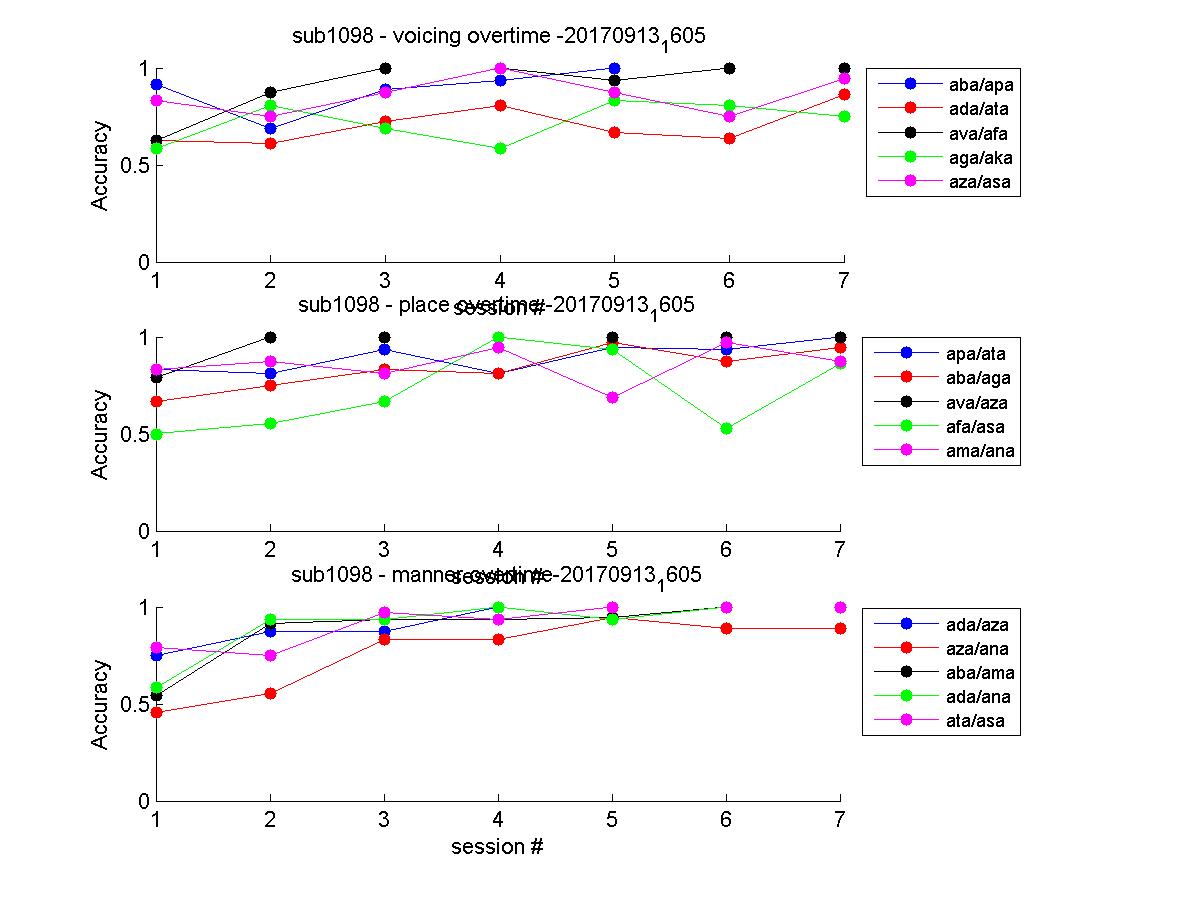 sub1098 - voicing overtime -20170913_1605
1
0.5
0
Accuracy
1 2 3 4 5 6 7
session #
aba/apa
ada/ata
ava/afa
aga/aka
aza/asa
sub1098 - place overtime -20170913_1605
1
0.5
0
Accuracy
1 2 3 4 5 6 7
session #
apa/ata
aba/aga
ava/aza
afa/asa
ama/ana
sub1098 - manner overtime -20170913_1605
1
0.5
0
Accuracy
1 2 3 4 5 6 7
session #
ada/aza
aza/ana
aba/ama
ada/ana
ata/asa